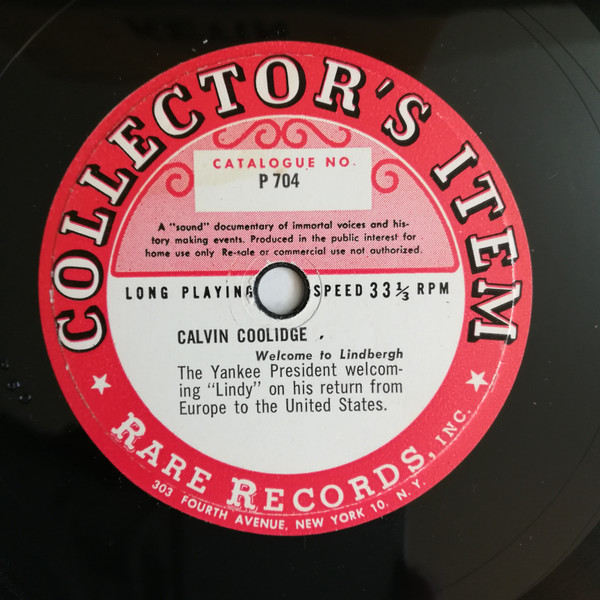 COLLECTOR'S ITEM
CATALOGUE NO.
P 704
A "sound" documentary of immortal voices and his-
tory making events. Produced in the public interest for
home use only Re-sale or commercial use not authorized.
LONG PLAYING SPEED 33 1/3 RPM
CALVIN COOLIDGE
Welcome to Lindbergh
The Yankee President welcom-
ing "Lindy" on his return from
Europe to the United States.
RARE RECORDS, INC.
303 FOURTH AVENUE, NEW YORK 10, N. Y.